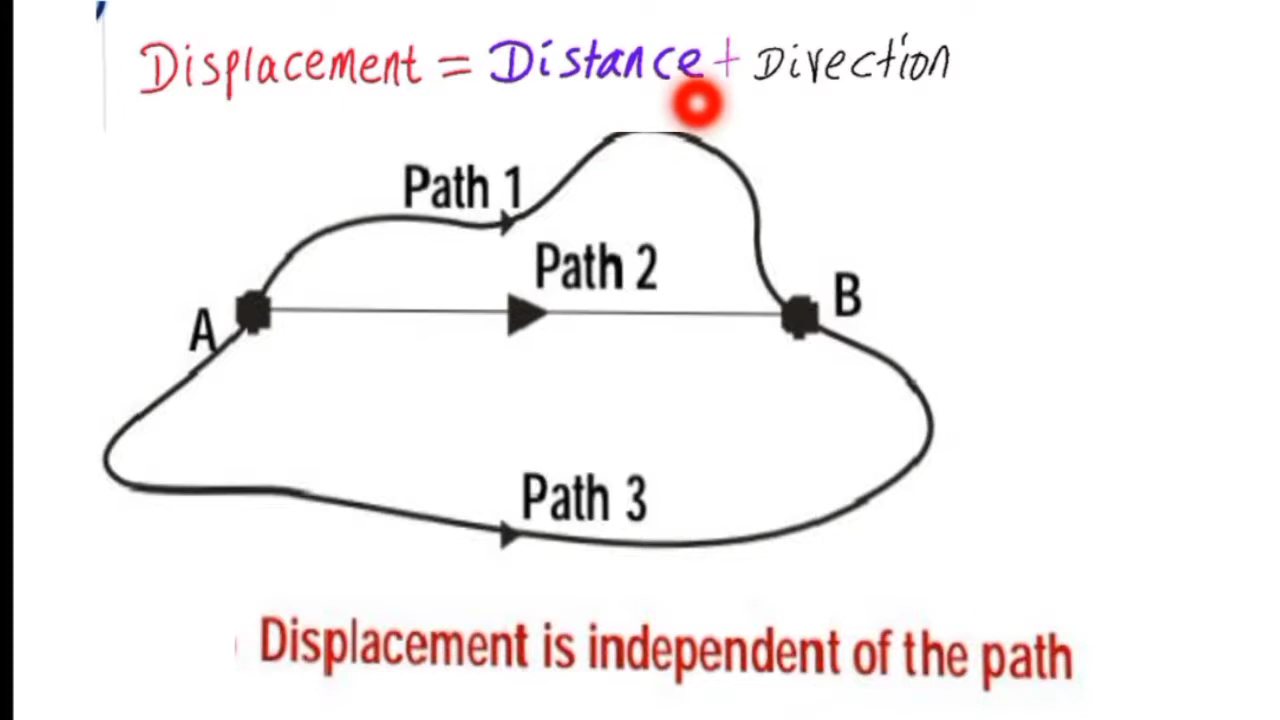 Displacement = Distance + Direction
Path 1
Path 2
A
B
Path 3
Displacement is independent of the path